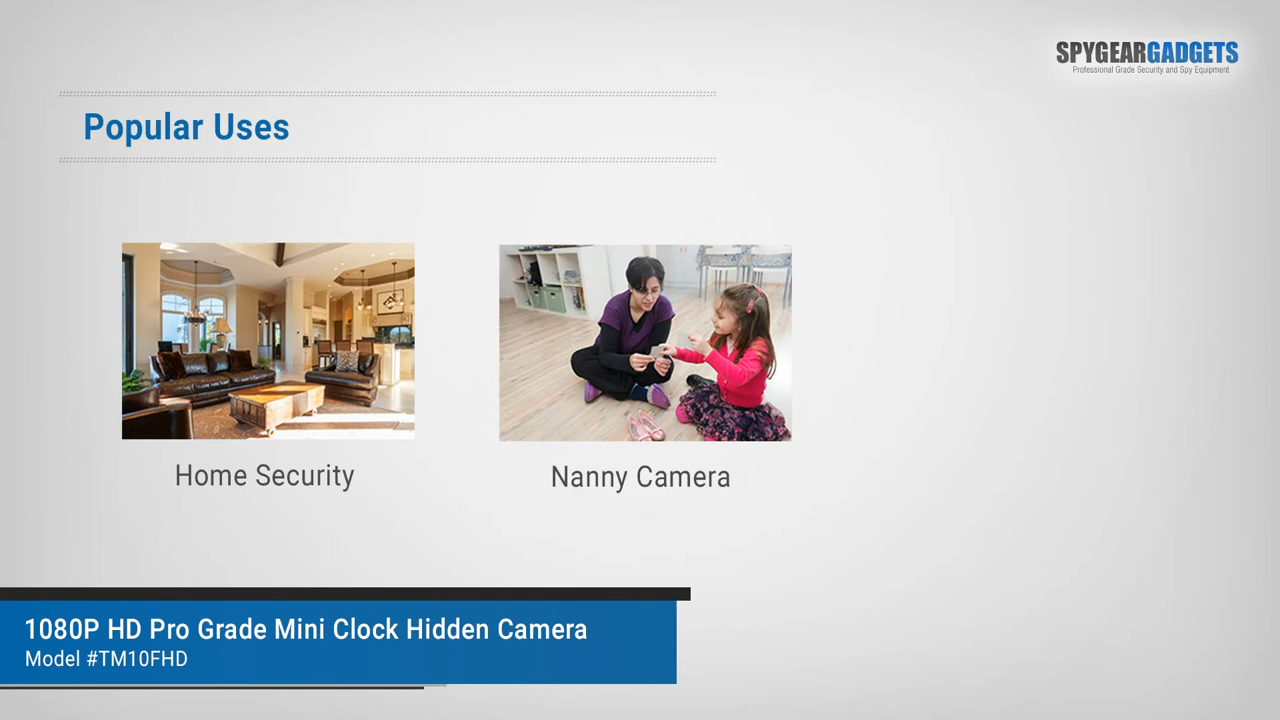 SPYGEARGADGETS
Professional Grade Security and Spy Equipment
Popular Uses
Home Security
Nanny Camera
1080P HD Pro Grade Mini Clock Hidden Camera
Model #TM10FHD